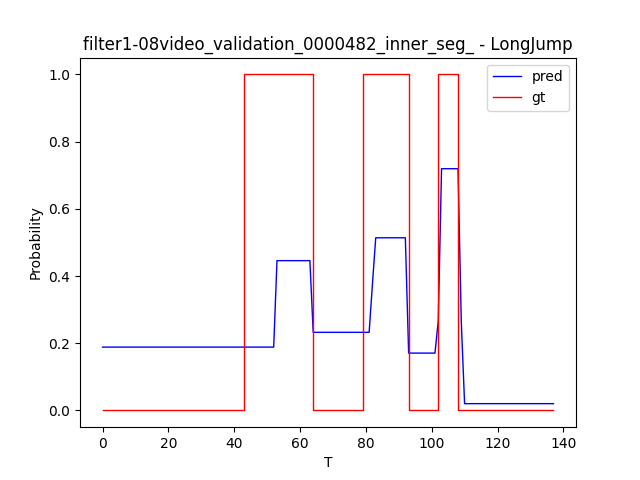 filter1-08video_validation_0000482_inner_seg_ - LongJump
pred
gt
1.0
0.8
0.6
0.4
0.2
0.0
Probability
0 20 40 60 80 100 120 140
T